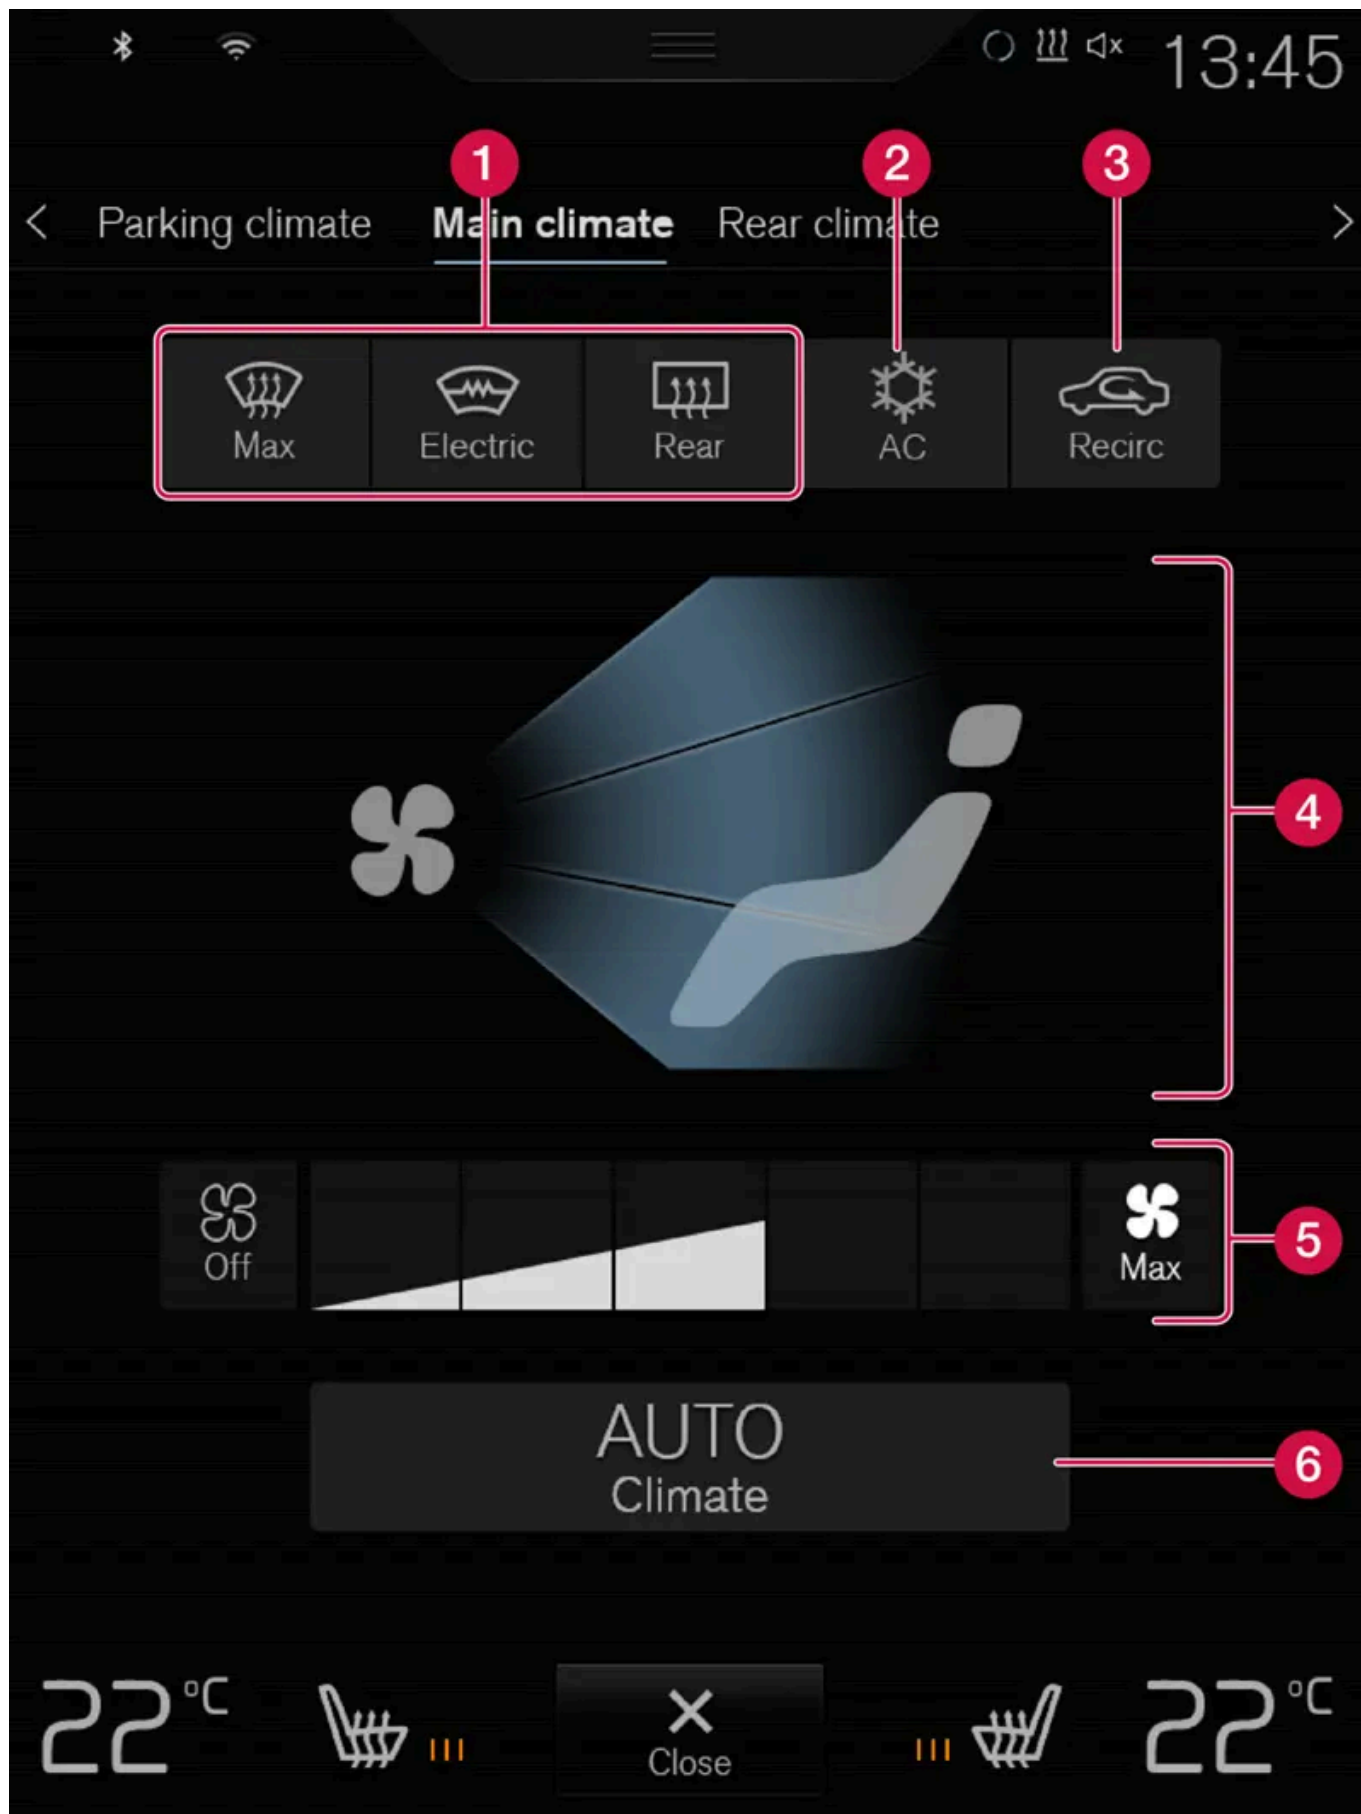 13:45
1 2 3
Parking climate Main climate Rear climate
Max Electric Rear AC Recirc
4
Off Max
5
AUTO
Climate
6
22°C Close 22°C